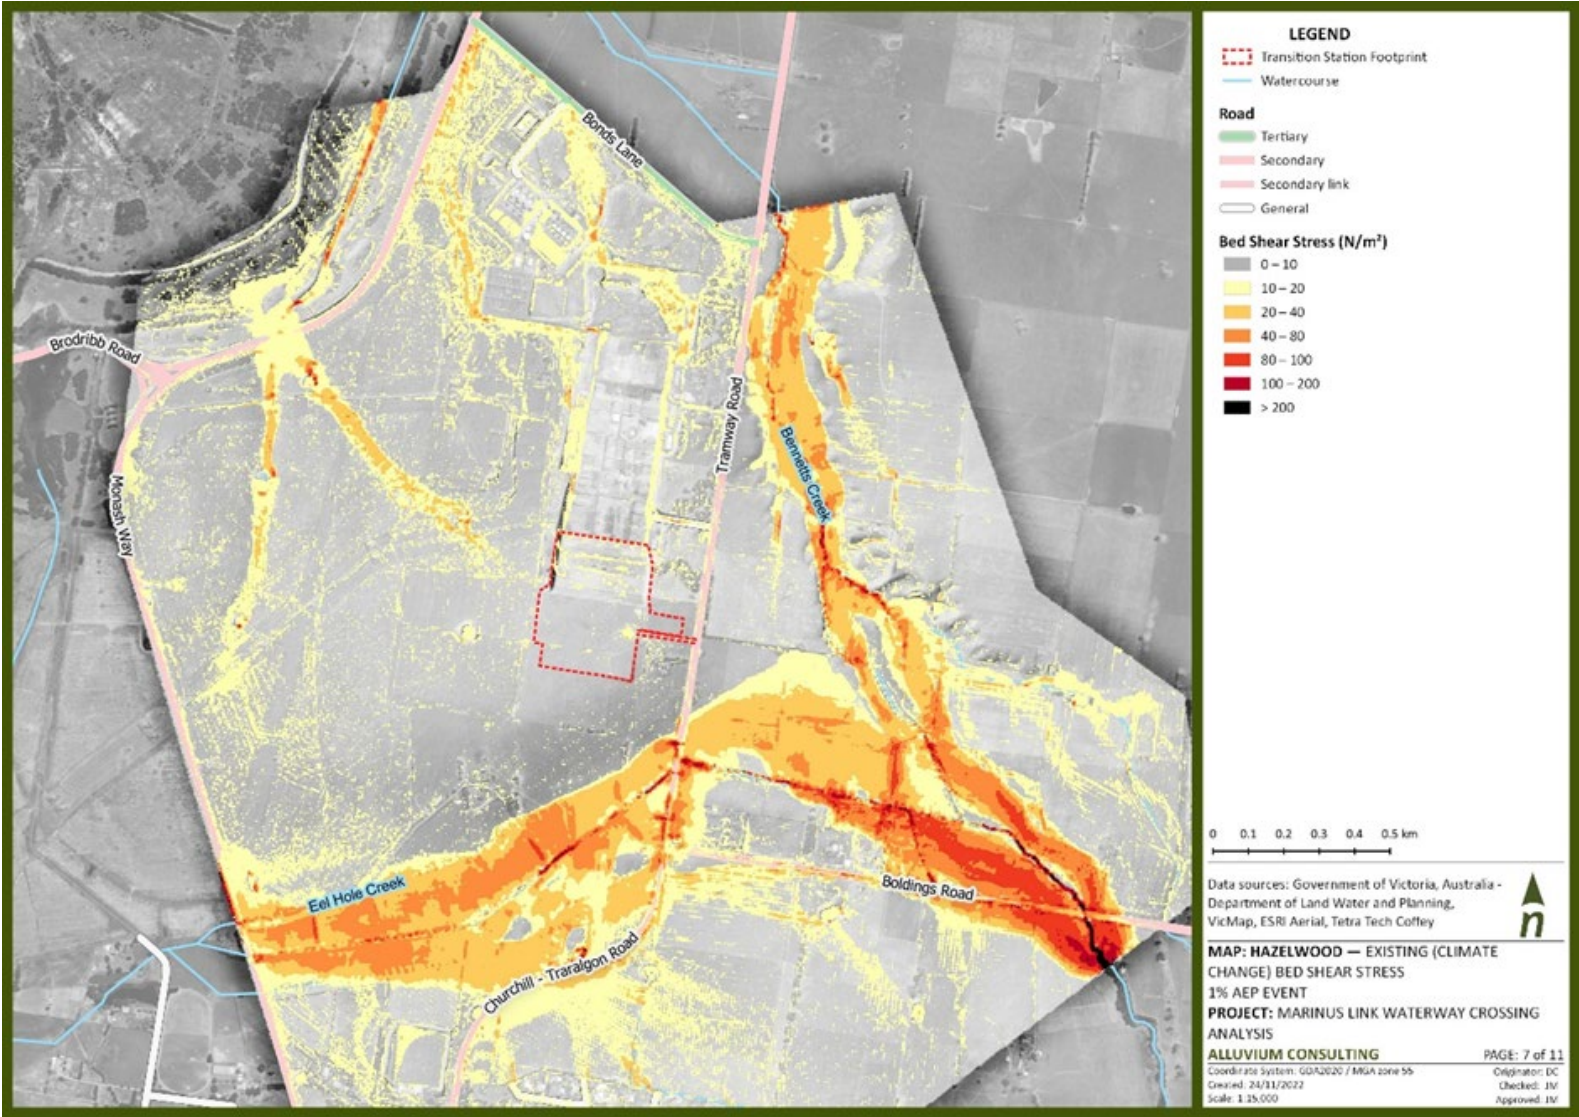 Bonds Lane
Brodribb Road
Tramway Road
Bennetts Creek
Monash Way
Eel Hole Creek
Boldings Road
Churchill - Traralgon Road
LEGEND
Transition Station Footprint
Watercourse
Road
Tertiary
Secondary
Secondary link
General
Bed Shear Stress (N/m²)
0 – 10
10 – 20
20 – 40
40 – 80
80 – 100
100 – 200
> 200
0 0.1 0.2 0.3 0.4 0.5 km
Data sources: Government of Victoria, Australia -
Department of Land Water and Planning,
VicMap, ESRI Aerial, Tetra Tech Coffey
n
MAP: HAZELWOOD — EXISTING (CLIMATE
CHANGE) BED SHEAR STRESS
1% AEP EVENT
PROJECT: MARINUS LINK WATERWAY CROSSING
ANALYSIS
ALLUVIUM CONSULTING PAGE: 7 of 11
Coordinate System: GDA2020 / MGA zone 55 Originator: DC
Created: 24/11/2022 Checked: JM
Scale: 1:15,000 Approved: JM